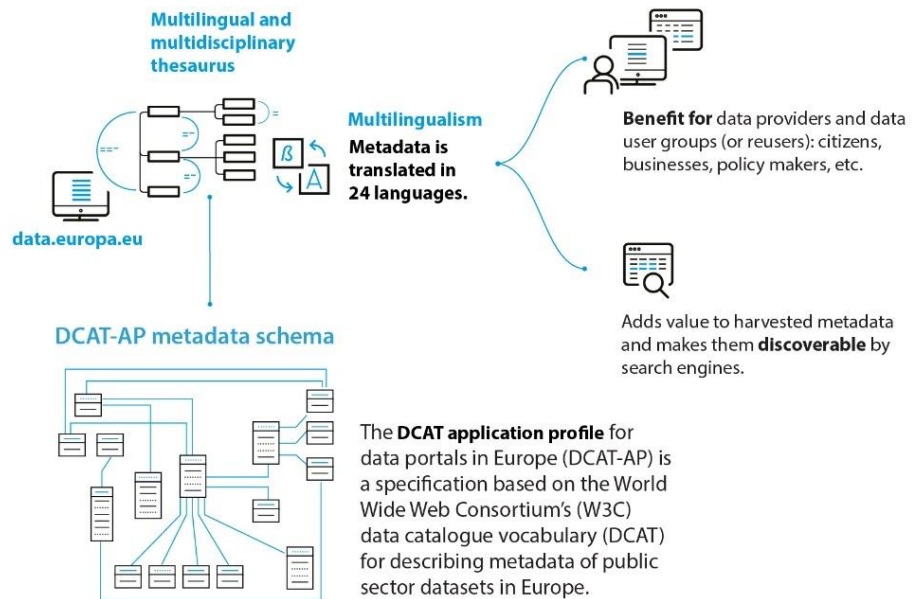 Multilingual and
multidisciplinary
thesaurus
data.europa.eu
Multilingualism
Metadata is
translated in
24 languages.
ß
A
Benefit for data providers and data
user groups (or reusers): citizens,
businesses, policy makers, etc.
Adds value to harvested metadata
and makes them discoverable by
search engines.
DCAT-AP metadata schema
The DCAT application profile for
data portals in Europe (DCAT-AP) is
a specification based on the World
Wide Web Consortium's (W3C)
data catalogue vocabulary (DCAT)
for describing metadata of public
sector datasets in Europe.